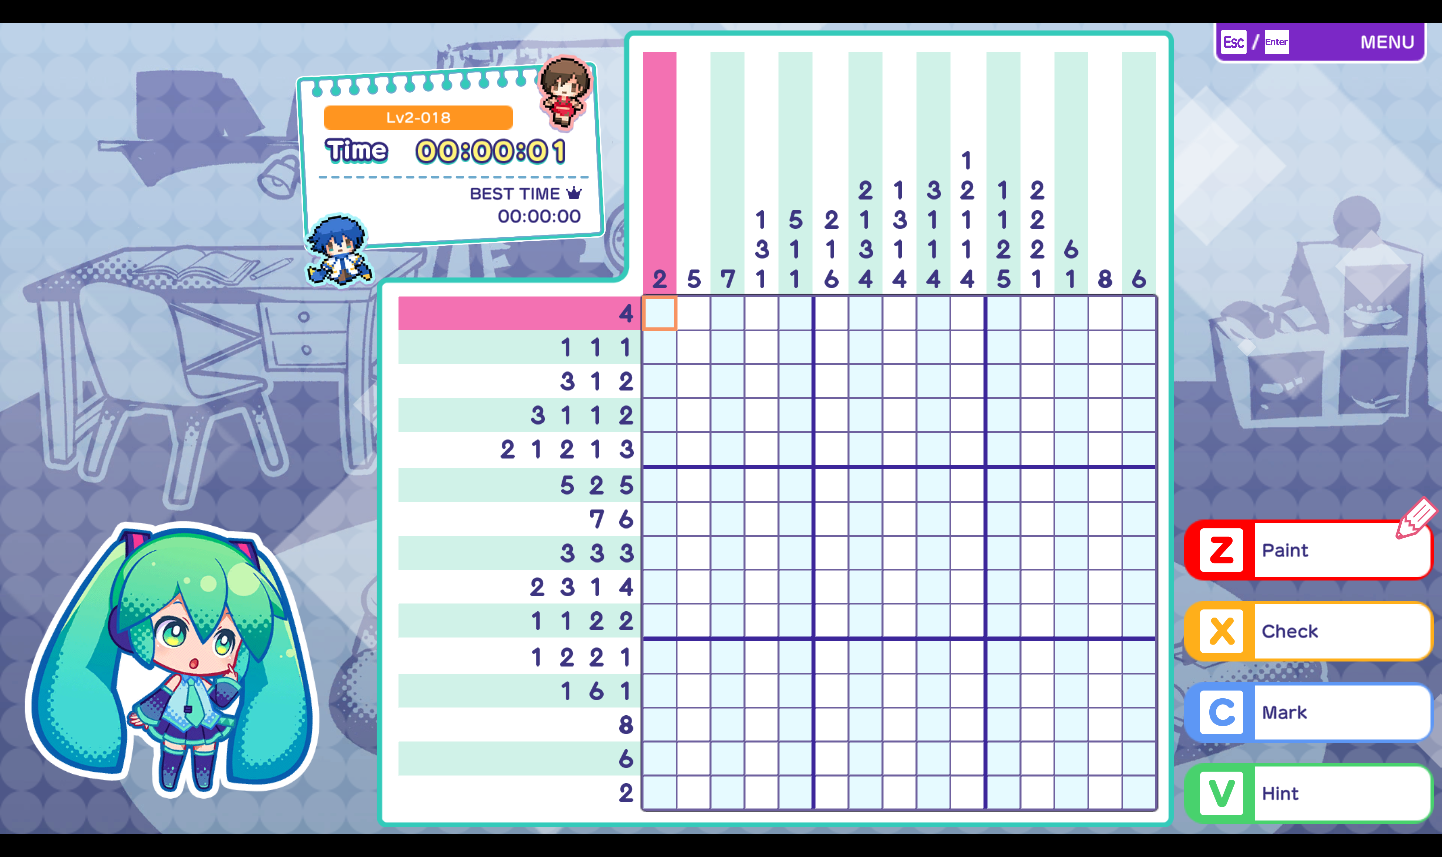 Esc / Enter MENU
Lv2-018
Time 00:00:01
BEST TIME
00:00:00
1
2 1 3 2 1 2
1 5 2 1 3 1 1 1 2
3 1 1 3 1 1 1 2 2 6
2 5 7 1 1 6 4 4 4 4 5 1 1 8 6
4
1 1 1
3 1 2
3 1 1 2
2 1 2 1 3
5 2 5
7 6
3 3 3
2 3 1 4
1 1 2 2
1 2 2 1
1 6 1
8
6
2
Z Paint
X Check
C Mark
V Hint